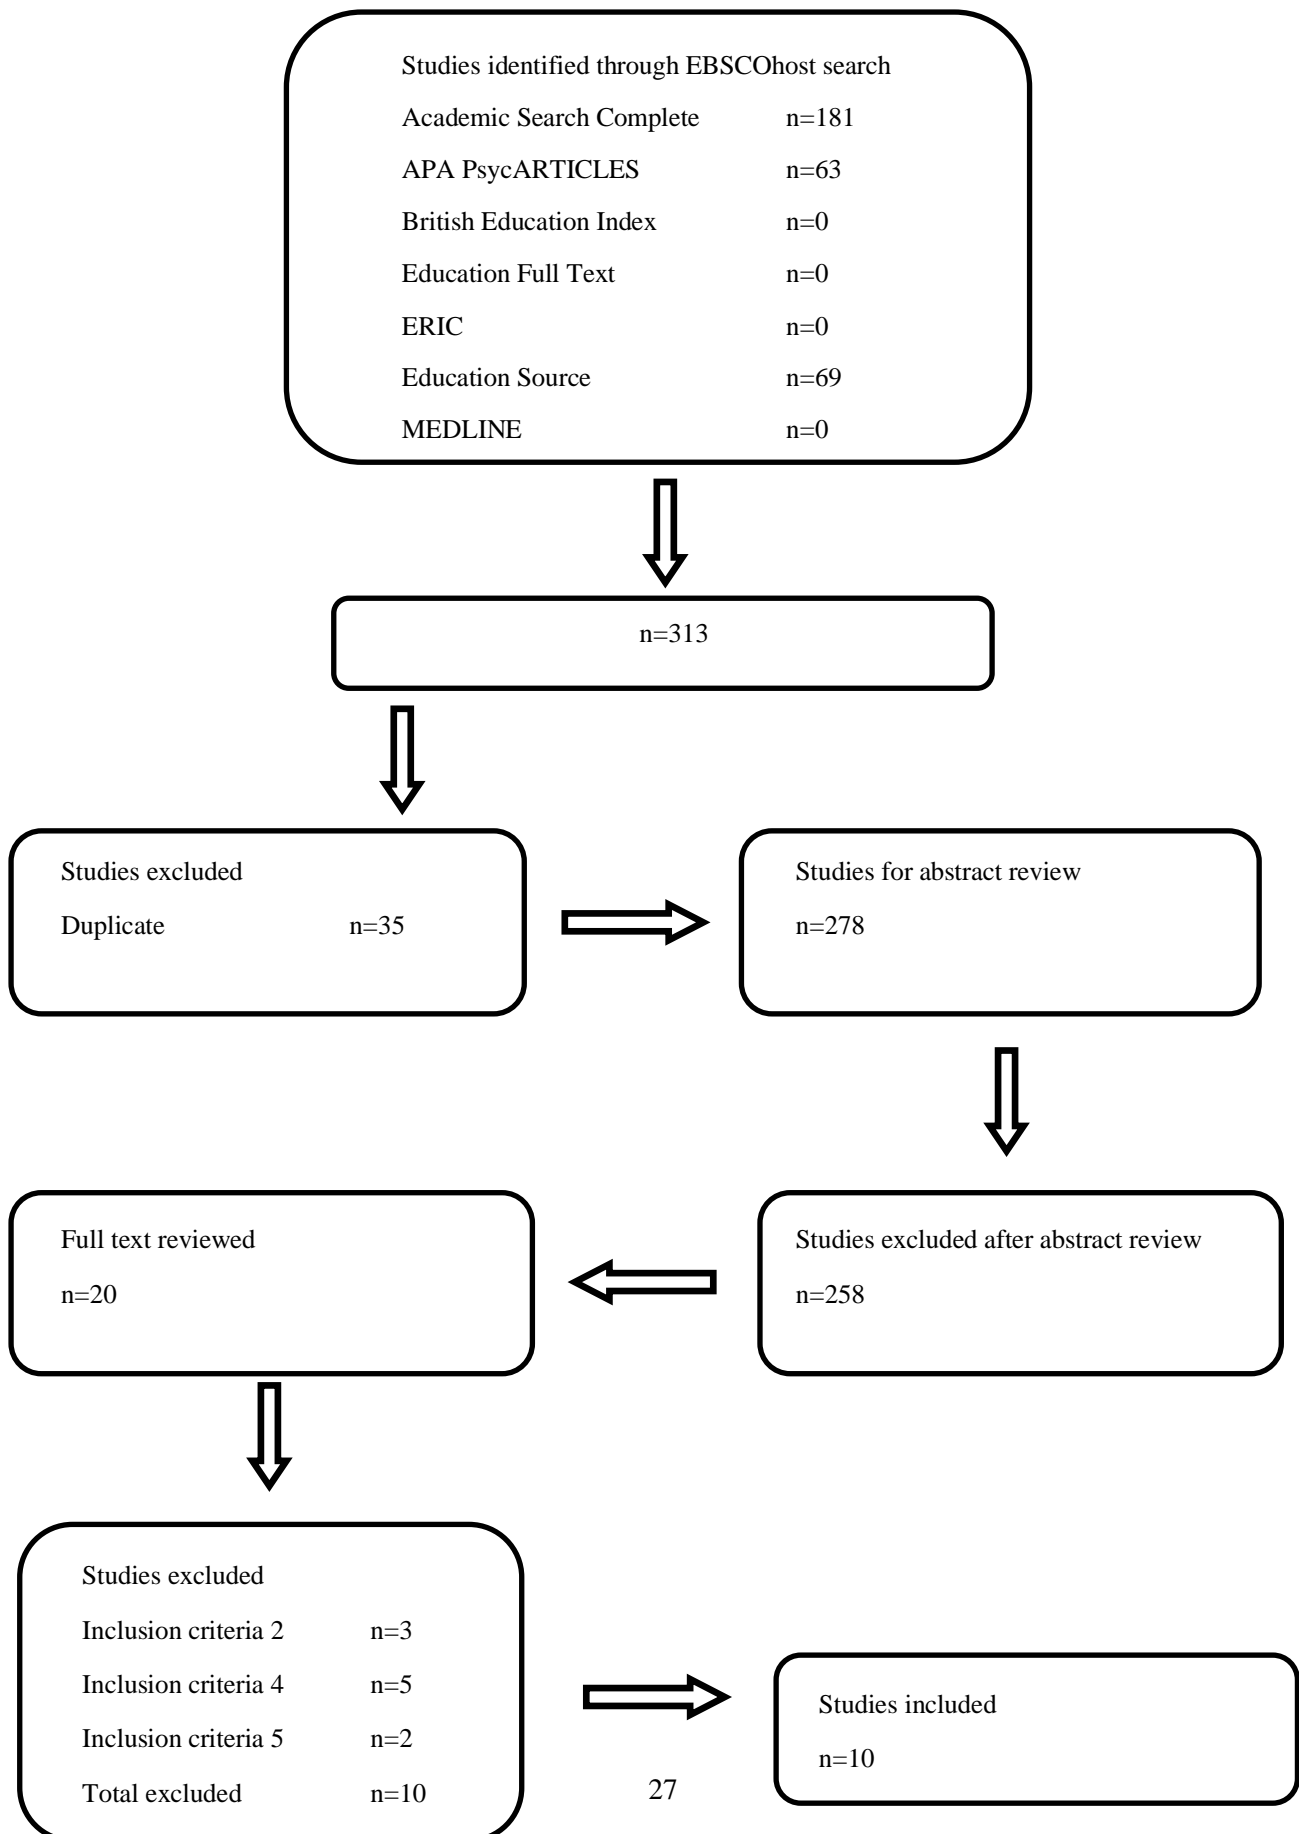 Studies identified through EBSCOhost search
Academic Search Complete n=181
APA PsycARTICLES n=63
British Education Index n=0
Education Full Text n=0
ERIC n=0
Education Source n=69
MEDLINE n=0
n=313
Studies excluded
Duplicate n=35
Studies for abstract review
n=278
Studies excluded after abstract review
n=258
Full text reviewed
n=20
Studies excluded
Inclusion criteria 2 n=3
Inclusion criteria 4 n=5
Inclusion criteria 5 n=2
Total excluded n=10
Studies included
n=10
27